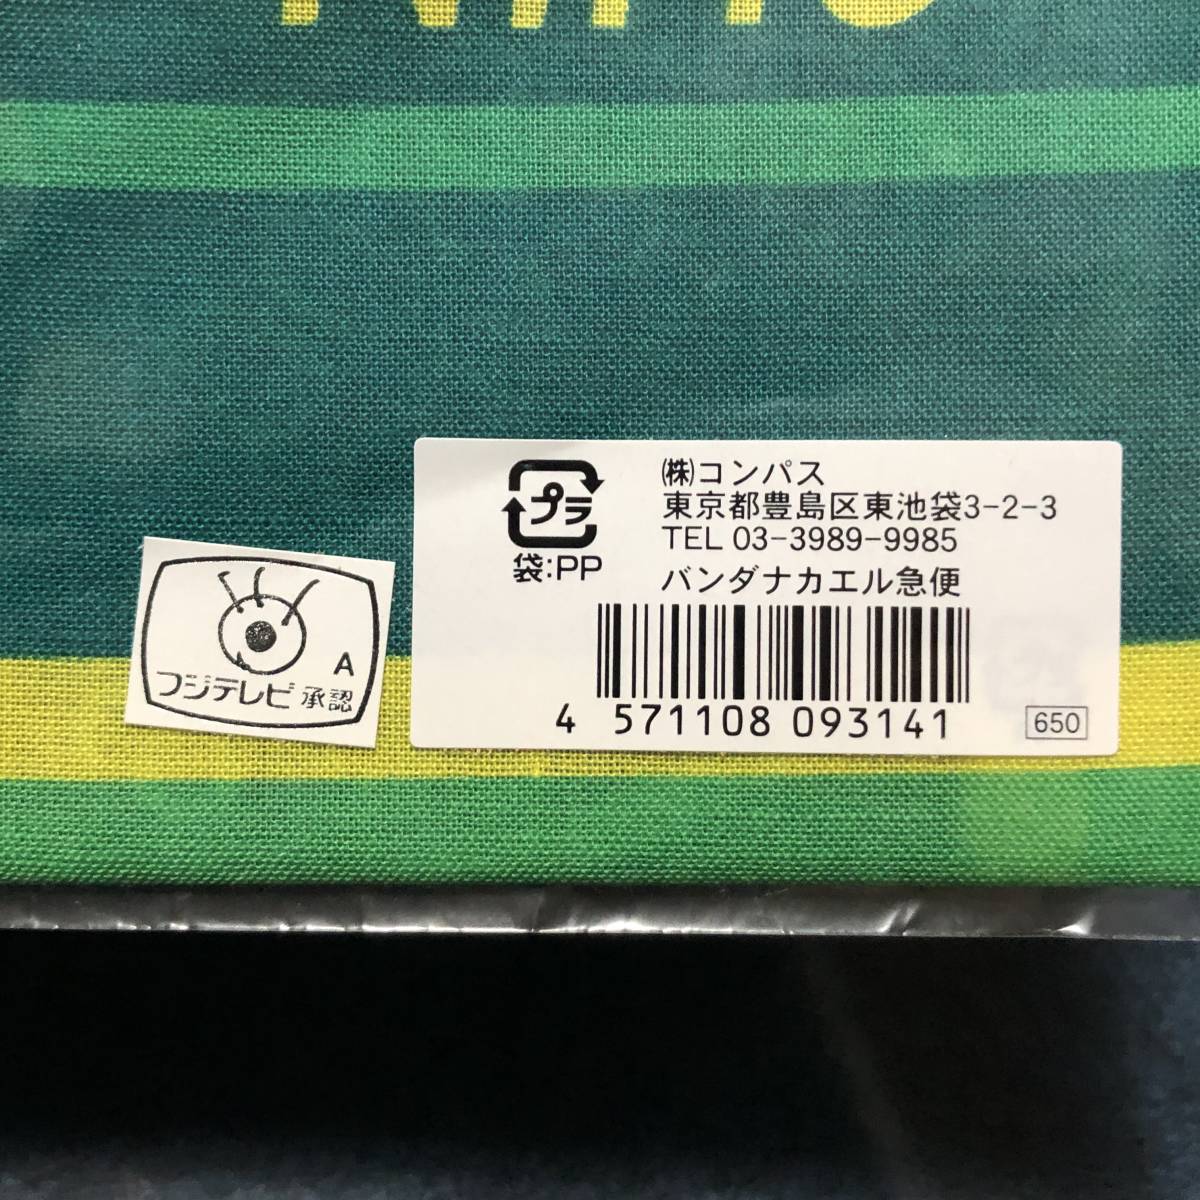 ㈱コンパス
東京都豊島区東池袋3-2-3
TEL 03-3989-9985
プラ
袋:PP
バンダナカエル急便
4 571108 093141
650
A
フジテレビ 承認